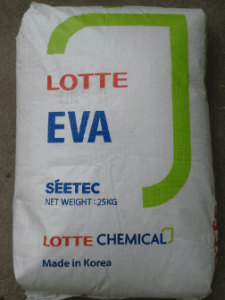 LOTTE
EVA
SEETEC
NET WEIGHT : 25KG
LOTTE CHEMICAL
Made in Korea